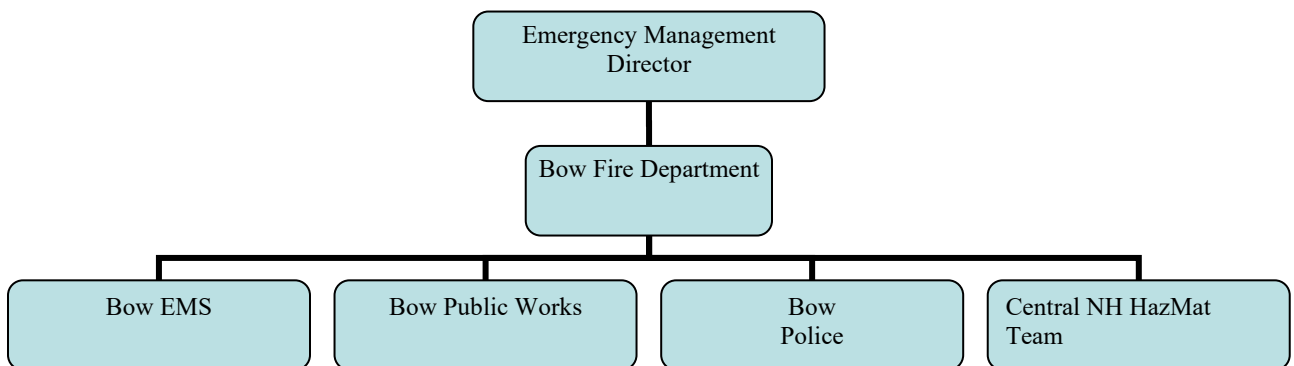 Emergency Management
Director
Bow Fire Department
Bow EMS
Bow Public Works
Bow
Police
Central NH HazMat
Team